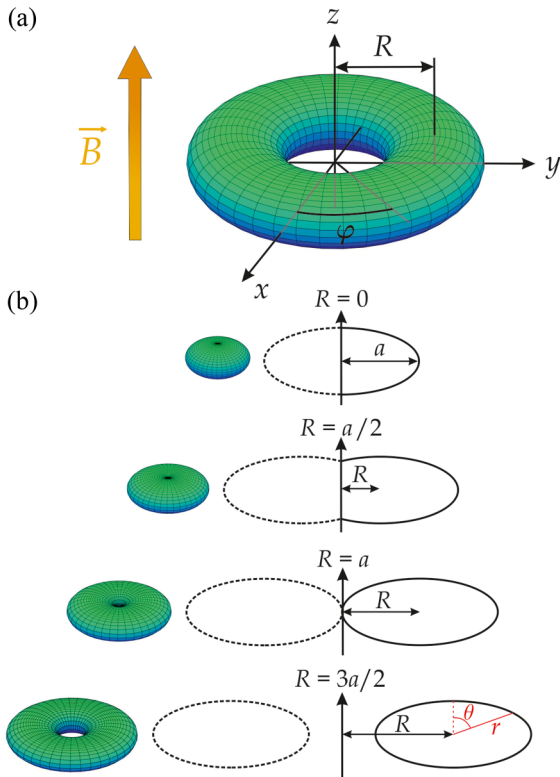 (a)
z
R
B
y
φ
x
(b)
R = 0
a
R = a/2
R
R = a
R
R = 3a/2
R
θ
r